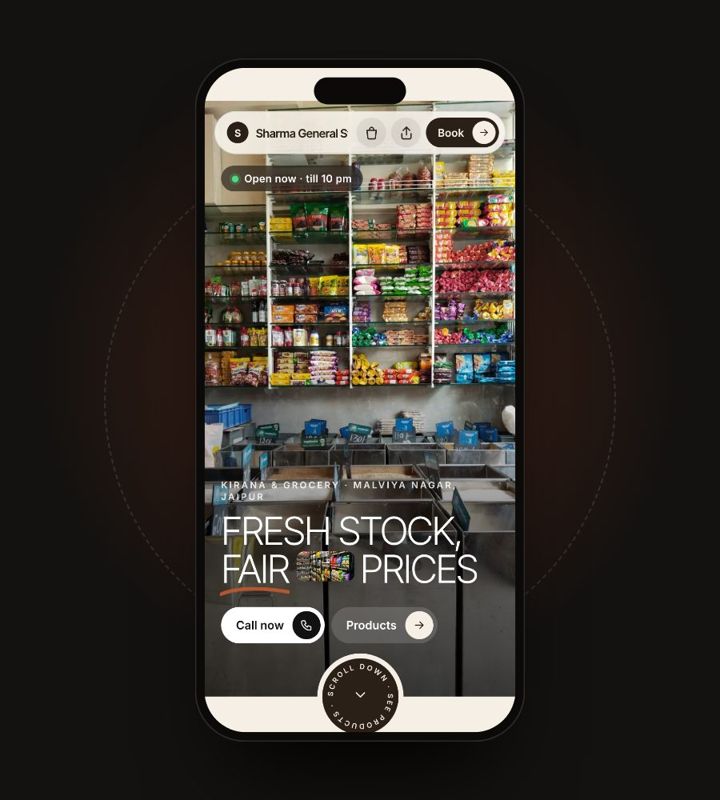 S Sharma General S Book
Open now · till 10 pm
KIRANA & GROCERY · MALVIYA NAGAR,
JAIPUR
FRESH STOCK,
FAIR PRICES
Call now Products
SCROLL DOWN · SEE PRODUCTS ·